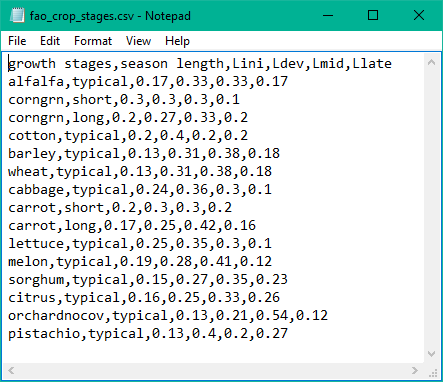 fao_crop_stages.csv - Notepad
File Edit Format View Help
growth stages,season length,Lini,Ldev,Lmid,Llate
alfalfa,typical,0.17,0.33,0.33,0.17
corngrn,short,0.3,0.3,0.3,0.1
corngrn,long,0.2,0.27,0.33,0.2
cotton,typical,0.2,0.4,0.2,0.2
barley,typical,0.13,0.31,0.38,0.18
wheat,typical,0.13,0.31,0.38,0.18
cabbage,typical,0.24,0.36,0.3,0.1
carrot,short,0.2,0.3,0.3,0.2
carrot,long,0.17,0.25,0.42,0.16
lettuce,typical,0.25,0.35,0.3,0.1
melon,typical,0.19,0.28,0.41,0.12
sorghum,typical,0.15,0.27,0.35,0.23
citrus,typical,0.16,0.25,0.33,0.26
orchardnocov,typical,0.13,0.21,0.54,0.12
pistachio,typical,0.13,0.4,0.2,0.27